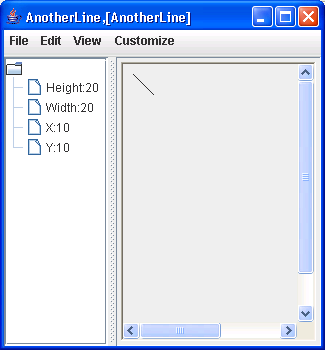 AnotherLine,[AnotherLine]
File Edit View Customize
Height:20
Width:20
X:10
Y:10